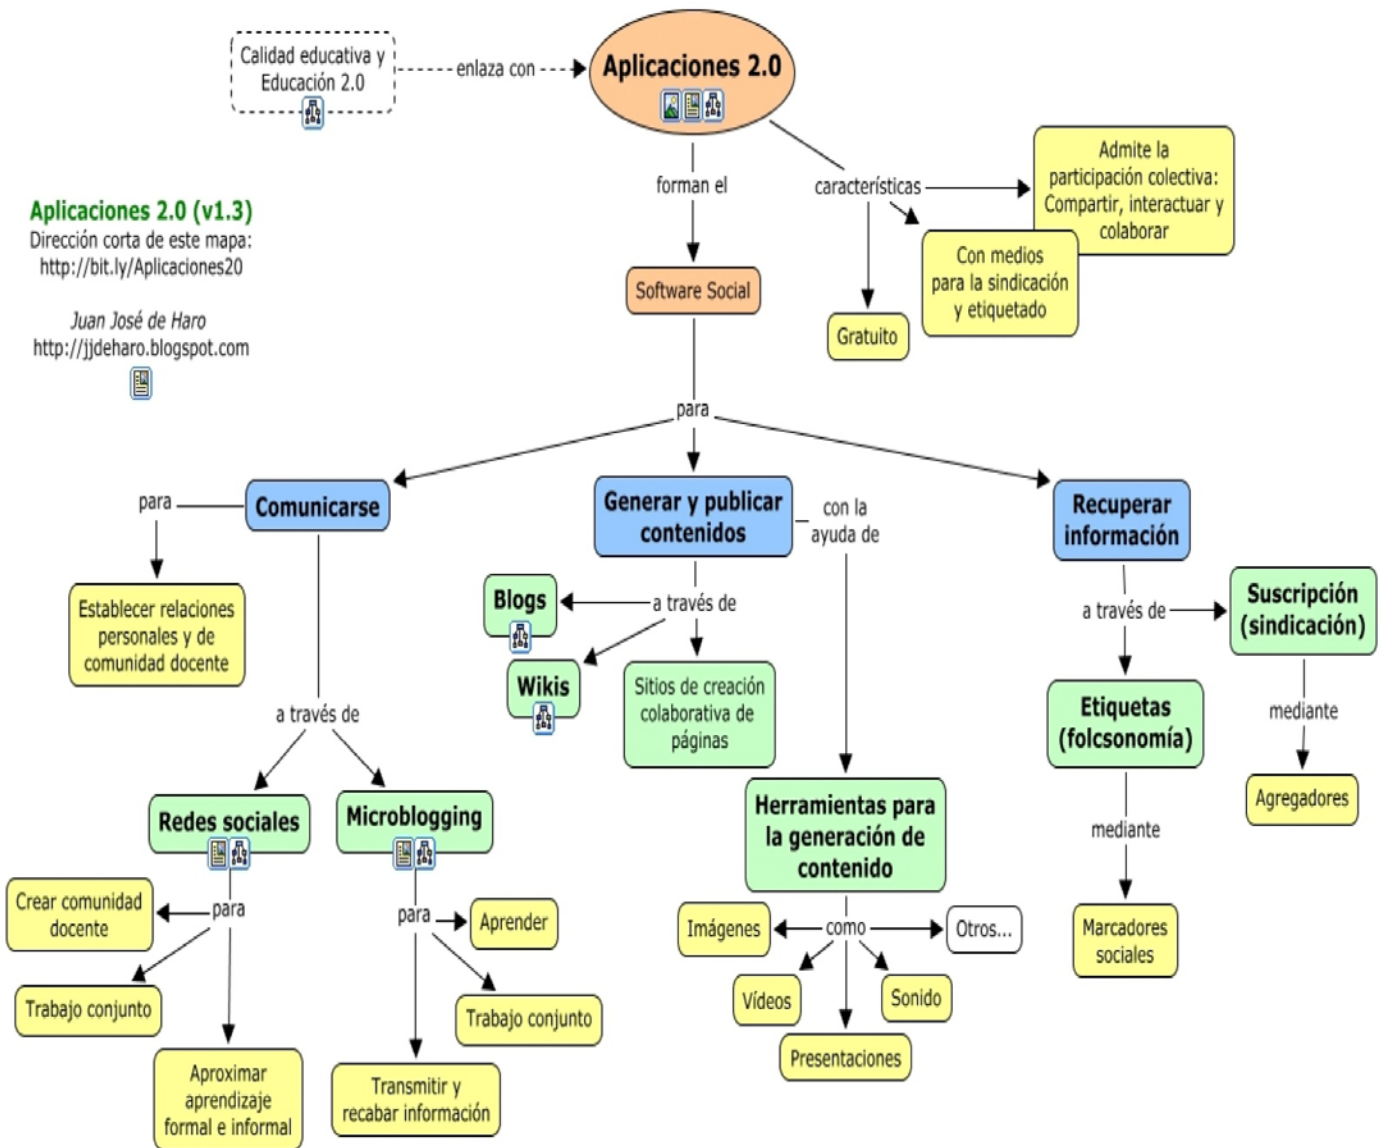 Calidad educativa y
Educación 2.0
enlaza con
Aplicaciones 2.0
forman el
características
Admite la
participación colectiva:
Compartir, interactuar y
colaborar
Con medios
para la sindicación
y etiquetado
Gratuito
Aplicaciones 2.0 (v1.3)
Dirección corta de este mapa:
http://bit.ly/Aplicaciones20
Juan José de Haro
http://jjdeharo.blogspot.com
Software Social
para
Comunicarse
para
Establecer relaciones
personales y de
comunidad docente
a través de
Redes sociales
para
Crear comunidad
docente
Trabajo conjunto
Aproximar
aprendizaje
formal e informal
Microblogging
para
Aprender
Trabajo conjunto
Transmitir y
recabar información
Generar y publicar
contenidos
a través de
Blogs
Wikis
Sitios de creación
colaborativa de
páginas
con la
ayuda de
Herramientas para
la generación de
contenido
como
Imágenes
Vídeos
Presentaciones
Sonido
Otros...
Recuperar
información
a través de
Suscripción
(sindicación)
mediante
Agregadores
Etiquetas
(folcsonomía)
mediante
Marcadores
sociales